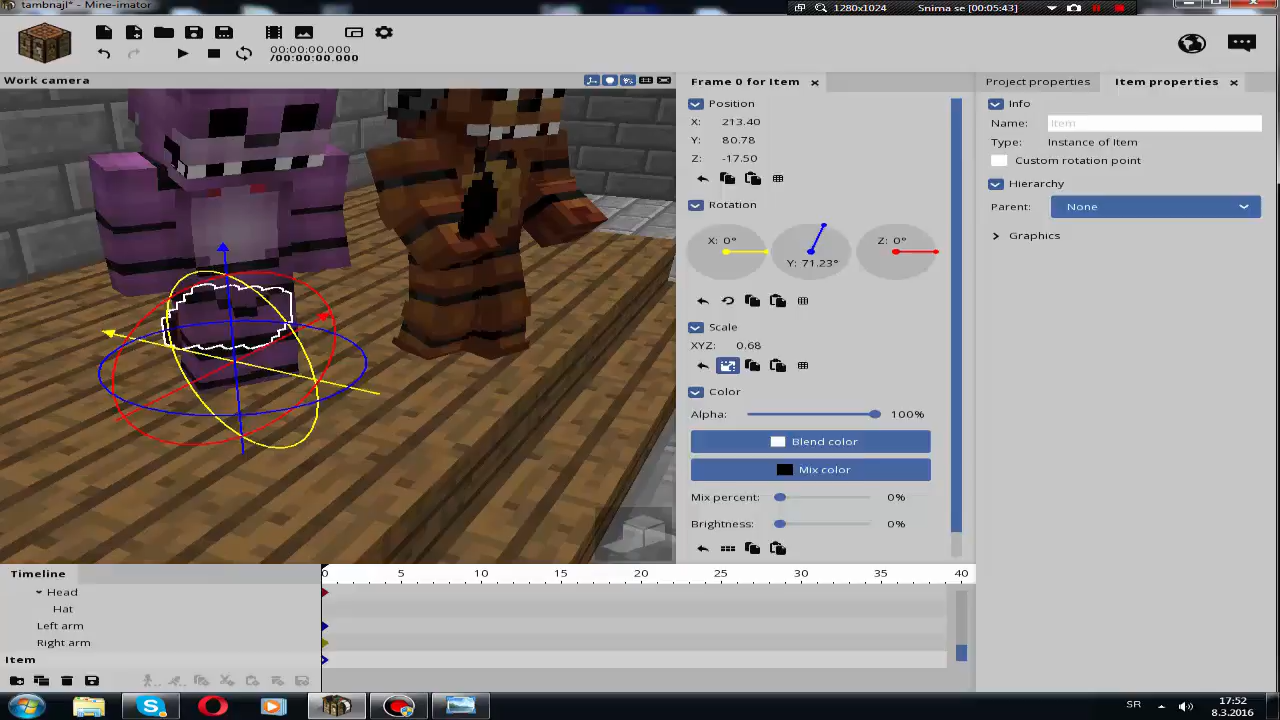 tambnajl* - Mine-imator
1280x1024
Snima se [00:05:43]
00:00:00.000
/00:00:00.000
Work camera
Frame 0 for Item
Project properties
Item properties
Position
X: 213.40
Y: 80.78
Z: -17.50
Rotation
X: 0°
Y: 71.23°
Z: 0°
Scale
XYZ: 0.68
Color
Alpha: 100%
Blend color
Mix color
Mix percent: 0%
Brightness: 0%
Info
Name: Item
Type: Instance of Item
Custom rotation point
Hierarchy
Parent: None
Graphics
Timeline
0 5 10 15 20 25 30 35 40
Head
Hat
Left arm
Right arm
Item
SR
17:52
8.3.2016